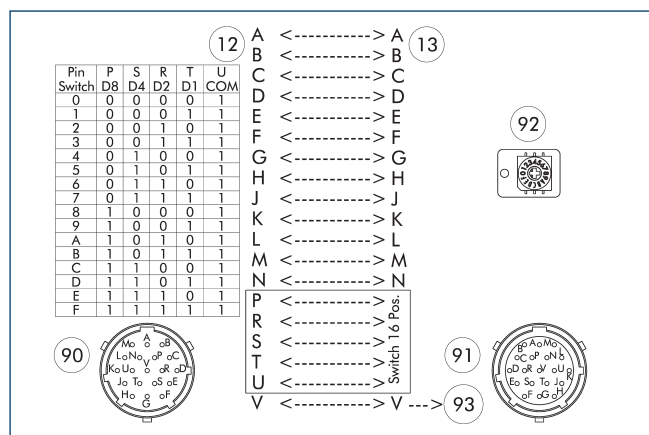 12
13
A <-----------> A
B <-----------> B
C <-----------> C
D <-----------> D
E <-----------> E
F <-----------> F
G <-----------> G
H <-----------> H
J <-----------> J
K <-----------> K
L <-----------> L
M <-----------> M
N <-----------> N
P <-----------> 
R <-----------> 
S <-----------> 
T <-----------> 
U <-----------> 
Switch 16 Pos.
V <-----------> V ---> 93
Pin P S R T U
Switch D8 D4 D2 D1 COM
0 0 0 0 0 1
1 0 0 0 1 1
2 0 0 1 0 1
3 0 0 1 1 1
4 0 1 0 0 1
5 0 1 0 1 1
6 0 1 1 0 1
7 0 1 1 1 1
8 1 0 0 0 1
9 1 0 0 1 1
A 1 0 1 0 1
B 1 0 1 1 1
C 1 1 0 0 1
D 1 1 0 1 1
E 1 1 1 0 1
F 1 1 1 1 1
92
90
M A B
L N P C
V
K U R D
J T S E
H G F
91
B A M
C P N L
D R V U K
E S T J
F G H